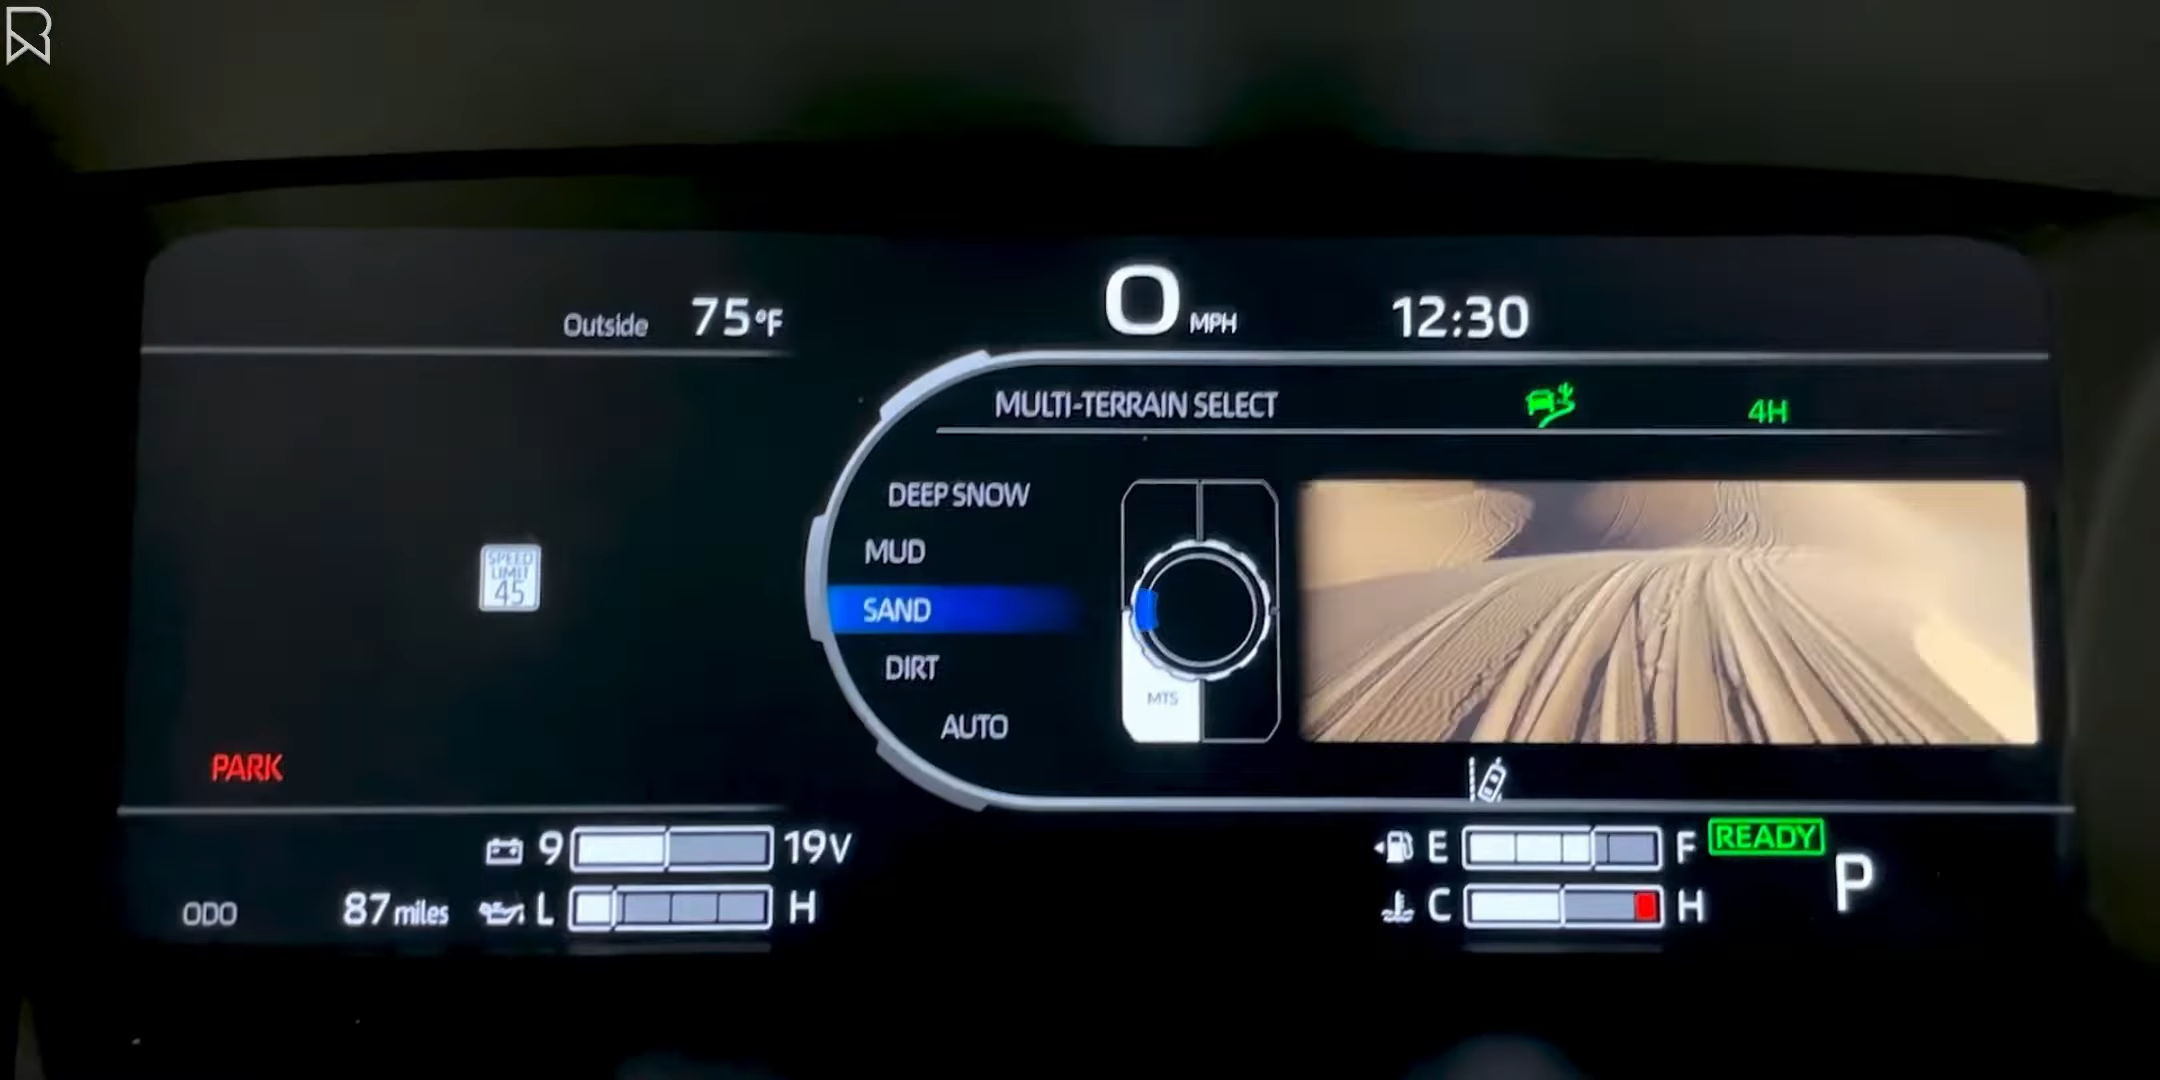 Outside 75°F
0 MPH
12:30
MULTI-TERRAIN SELECT
4H
DEEP SNOW
MUD
SAND
DIRT
AUTO
MTS
SPEED
LIMIT
45
PARK
9 19V
L H
ODO 87 miles
E F
C H
READY
P